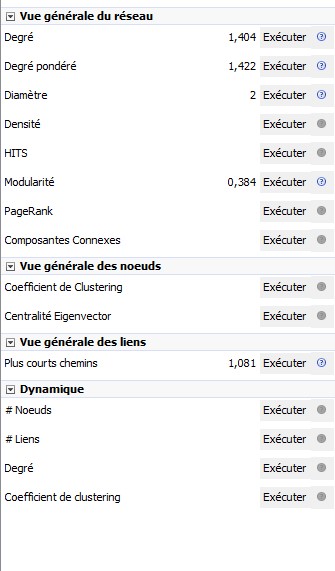 Vue générale du réseau
Degré 1,404 Exécuter
Degré pondéré 1,422 Exécuter
Diamètre 2 Exécuter
Densité Exécuter
HITS Exécuter
Modularité 0,384 Exécuter
PageRank Exécuter
Composantes Connexes Exécuter
Vue générale des noeuds
Coefficient de Clustering Exécuter
Centralité Eigenvector Exécuter
Vue générale des liens
Plus courts chemins 1,081 Exécuter
Dynamique
# Noeuds Exécuter
# Liens Exécuter
Degré Exécuter
Coefficient de clustering Exécuter